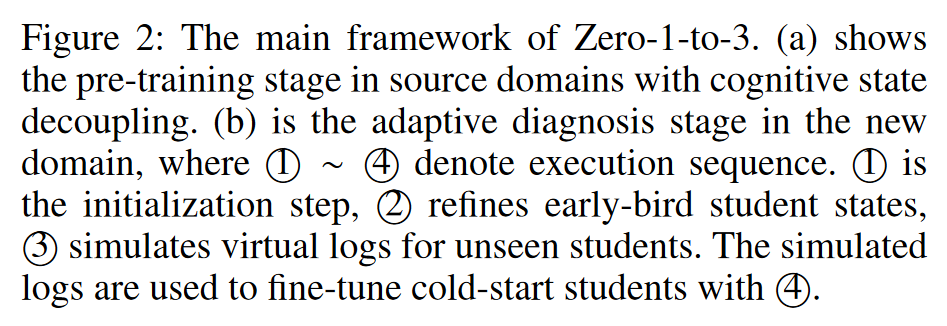 Figure 2: The main framework of Zero-1-to-3. (a) shows
the pre-training stage in source domains with cognitive state
decoupling. (b) is the adaptive diagnosis stage in the new
domain, where ① ~ ④ denote execution sequence. ① is
the initialization step, ② refines early-bird student states,
③ simulates virtual logs for unseen students. The simulated
logs are used to fine-tune cold-start students with ④.